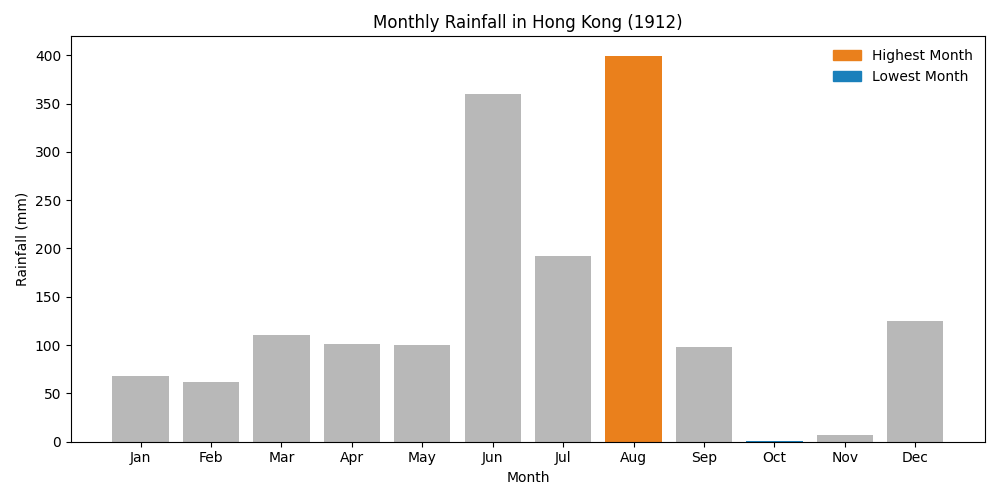 Monthly Rainfall in Hong Kong (1912)
Highest Month
Lowest Month
Rainfall (mm)
400
350
300
250
200
150
100
50
0
Jan Feb Mar Apr May Jun Jul Aug Sep Oct Nov Dec
Month